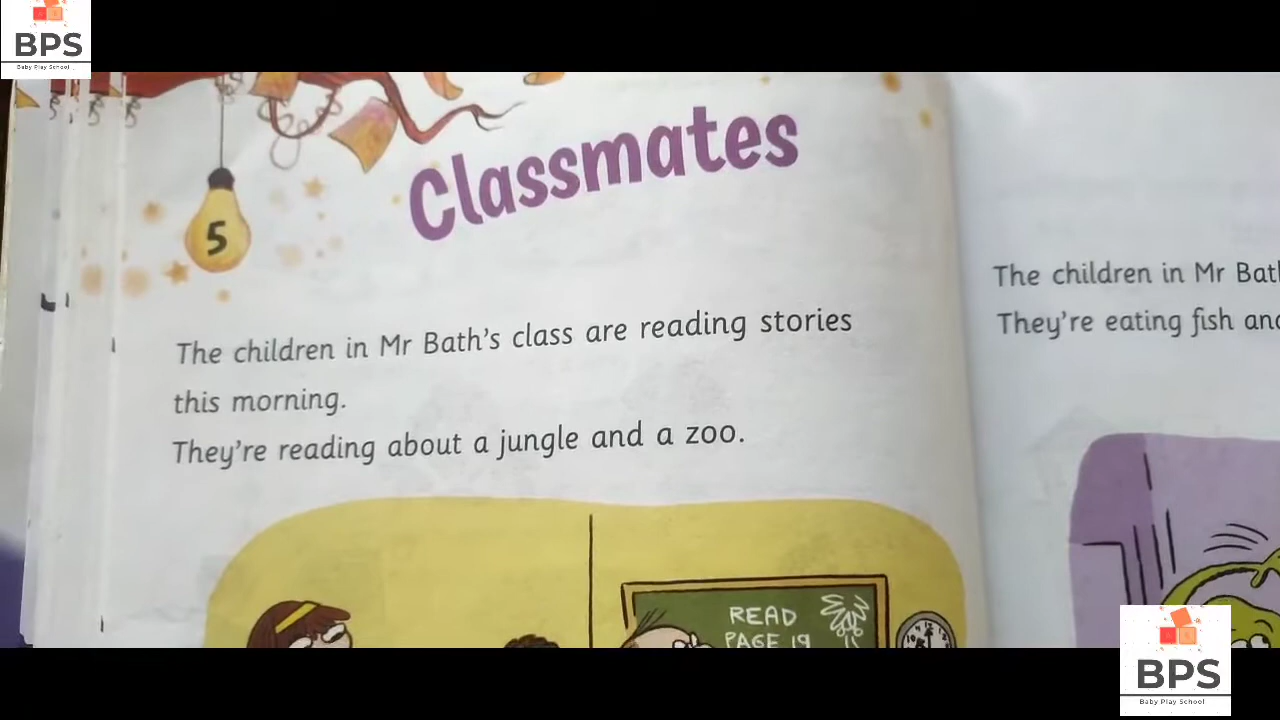 BPS
Baby Play School
Classmates
5
The children in Mr Bath's class are reading stories
this morning.
They're reading about a jungle and a zoo.
READ
PAGE 19
The children in Mr
They're eating fish
BPS
Baby Play School